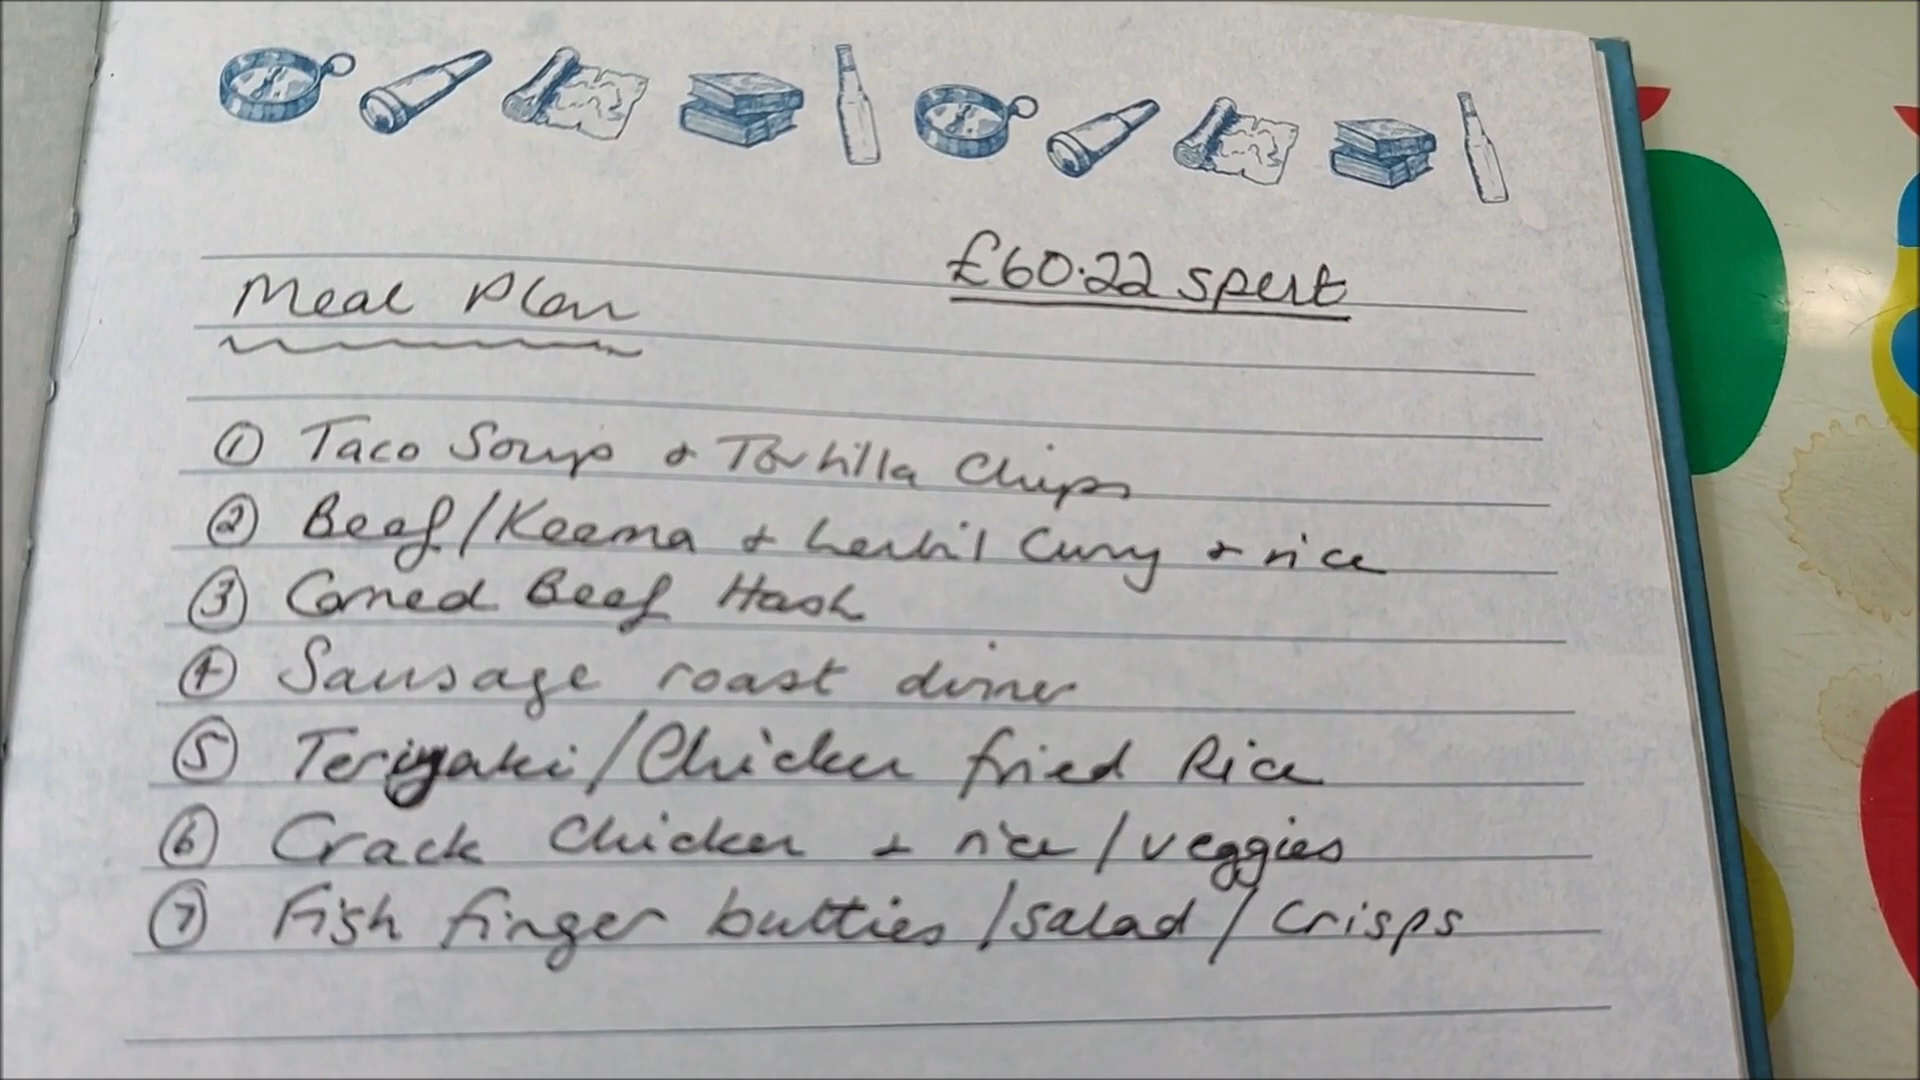 Meal Plan
£60.22 spent
① Taco Soup & Tortilla Chips
② Beef/Keema & Lentil Curry & rice
③ Corned Beef Hash
④ Sausage roast dinner
⑤ Teriyaki/Chicken fried Rice
⑥ Crack Chicken + rice/veggies
⑦ Fish finger butties/salad/crisps